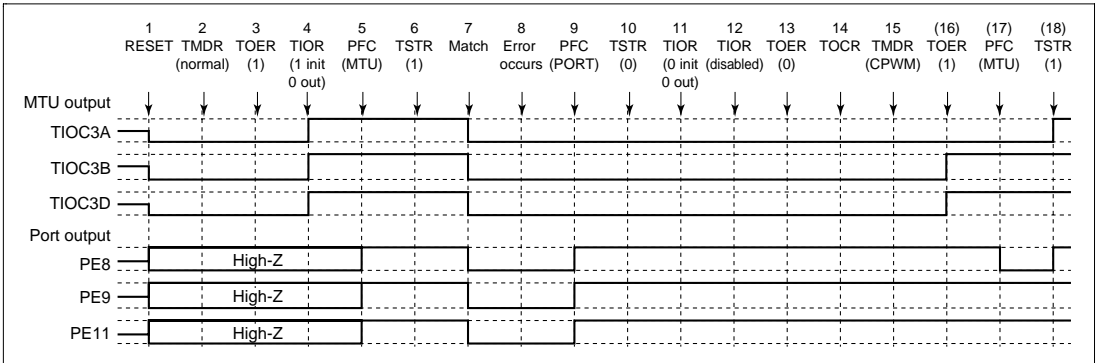 1 2 3 4 5 6 7 8 9 10 11 12 13 14 15 (16) (17) (18)
RESET TMDR TOER TIOR PFC TSTR Match Error PFC TSTR TIOR TIOR TOER TOCR TMDR TOER PFC TSTR
(normal) (1) (1 init (MTU) (1) occurs (PORT) (0) (0 init (disabled) (0) (CPWM) (1) (MTU) (1)
0 out) 0 out)
MTU output
TIOC3A
TIOC3B
TIOC3D
Port output
PE8 High-Z
PE9 High-Z
PE11 High-Z